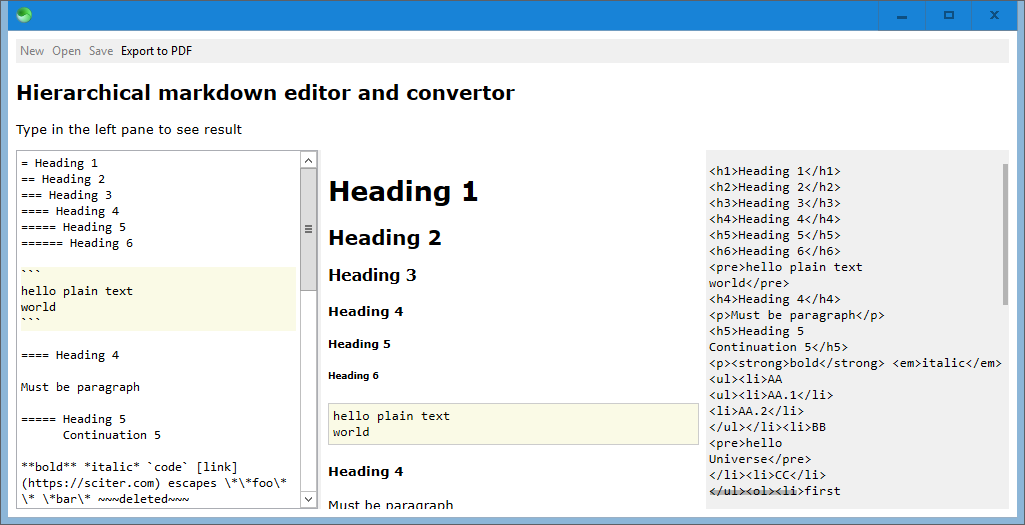 New Open Save Export to PDF
Hierarchical markdown editor and convertor
Type in the left pane to see result
= Heading 1
== Heading 2
=== Heading 3
==== Heading 4
===== Heading 5
====== Heading 6
```
hello plain text
world
```
==== Heading 4
Must be paragraph
===== Heading 5
Continuation 5
**bold** *italic* `code` [link]
(https://sciter.com) escapes \*\*foo\*
\* \*bar\* ~~~deleted~~~
Heading 1
Heading 2
Heading 3
Heading 4
Heading 5
Heading 6
hello plain text
world
Heading 4
Must be paragraph
<h1>Heading 1</h1>
<h2>Heading 2</h2>
<h3>Heading 3</h3>
<h4>Heading 4</h4>
<h5>Heading 5</h5>
<h6>Heading 6</h6>
<pre>hello plain text
world</pre>
<h4>Heading 4</h4>
<p>Must be paragraph</p>
<h5>Heading 5
Continuation 5</h5>
<p><strong>bold</strong> <em>italic</em>
<ul><li>AA
<ul><li>AA.1</li>
<li>AA.2</li>
</ul></li><li>BB
<pre>hello
Universe</pre>
</li><li>CC</li>
</ul><ol><li>first